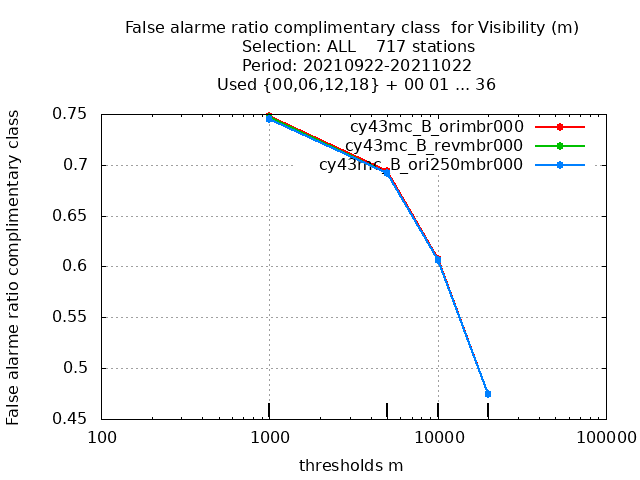 False alarme ratio complimentary class  for Visibility (m)
Selection: ALL    717 stations
Period: 20210922-20211022
Used {00,06,12,18} + 00 01 ... 36
False alarme ratio complimentary class
0.75
0.7
0.65
0.6
0.55
0.5
0.45
cy43mc_B_orimbr000
cy43mc_B_revmbr000
cy43mc_B_ori250mbr000
100
1000
10000
100000
thresholds m